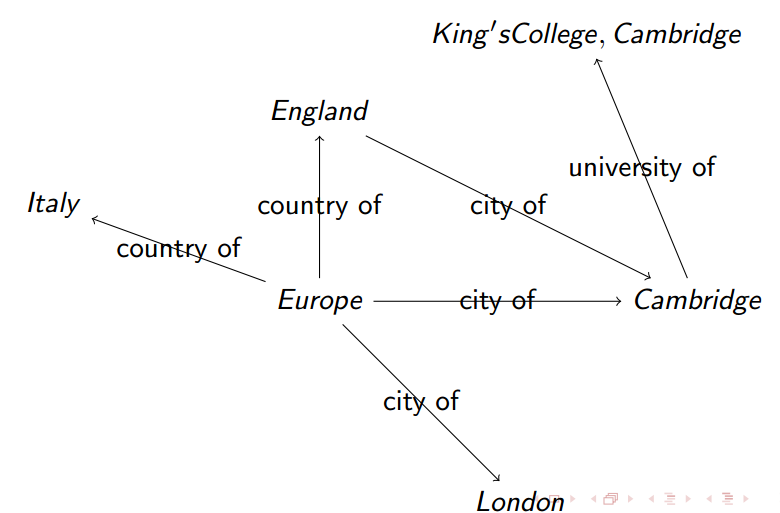 King'sCollege, Cambridge
England
university of
Italy
country of
city of
country of
Europe
city of
Cambridge
city of
London